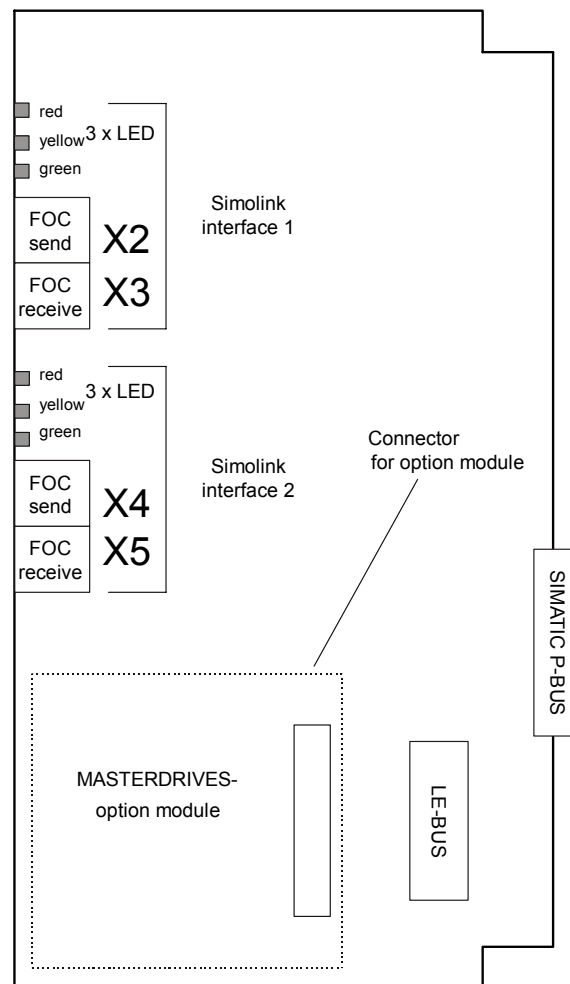 red
yellow
green
3 x LED
FOC
send
X2
FOC
receive
X3
Simolink
interface 1
red
yellow
green
3 x LED
FOC
send
X4
FOC
receive
X5
Simolink
interface 2
Connector
for option module
SIMATIC P-BUS
MASTERDRIVES-
option module
LE-BUS